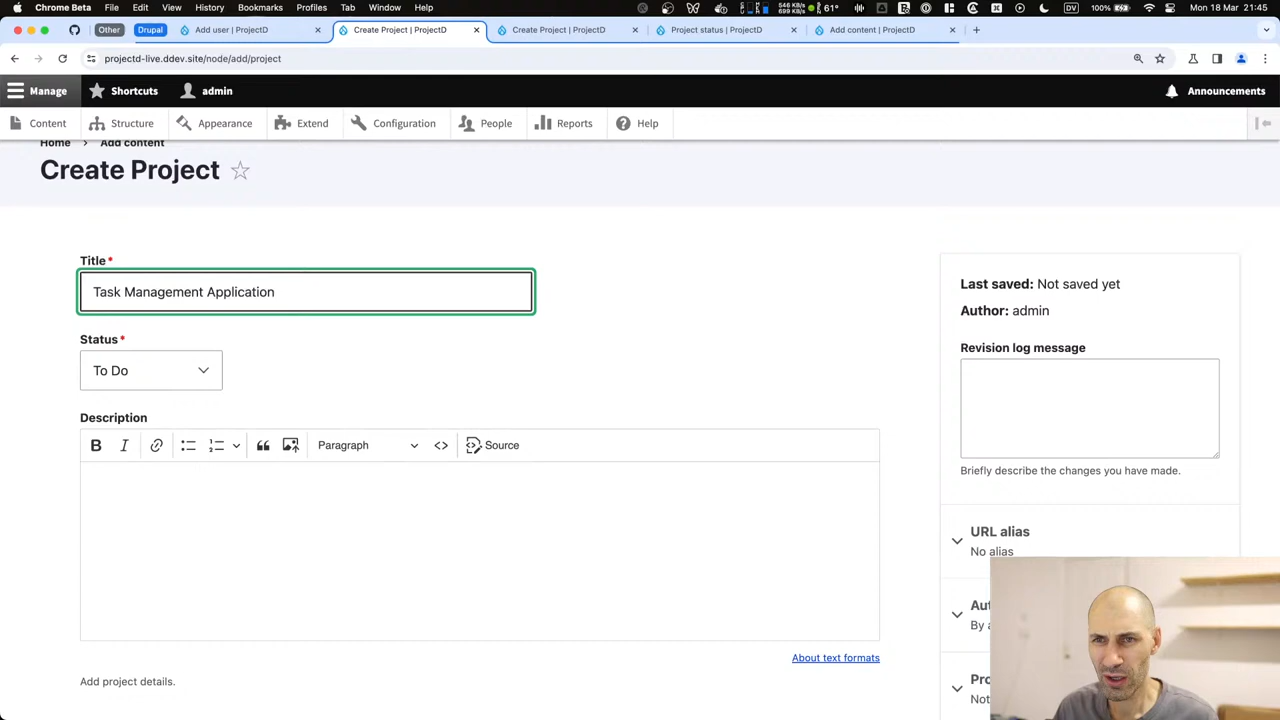 Chrome Beta File Edit View History Bookmarks Profiles Tab Window Help 61° DV 100% Mon 18 Mar 21:45
Other Drupal Add user | ProjectD Create Project | ProjectD Create Project | ProjectD Project status | ProjectD Add content | ProjectD
projectd-live.ddev.site/node/add/project
Manage Shortcuts admin Announcements
Content Structure Appearance Extend Configuration People Reports Help
Home Add content
Create Project
Title*
Task Management Application
Status*
To Do
Description
Paragraph Source
About text formats
Add project details.
Last saved: Not saved yet
Author: admin
Revision log message
Briefly describe the changes you have made.
URL alias
No alias